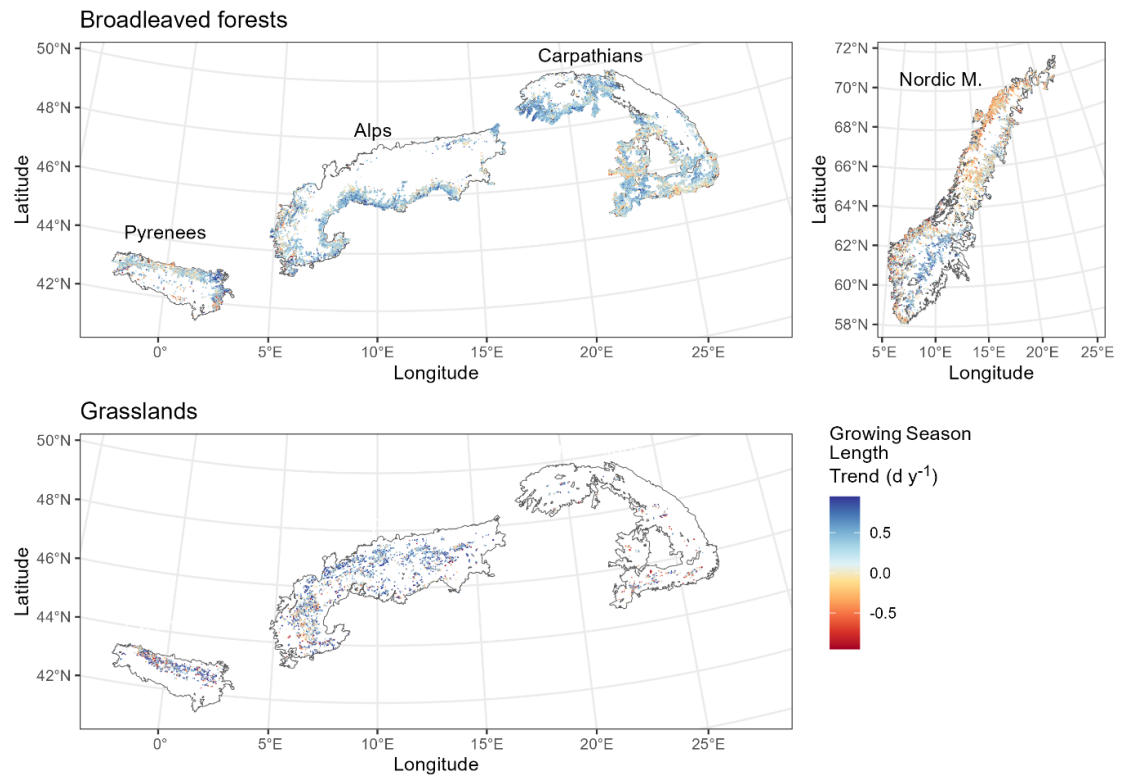 Broadleaved forests
50°N
48°N
46°N
44°N
42°N
Latitude
Pyrenees
Alps
Carpathians
0°
5°E
10°E
15°E
20°E
25°E
Longitude
72°N
70°N
68°N
66°N
64°N
62°N
60°N
58°N
Latitude
Nordic M.
5°E
10°E
15°E
20°E
25°E
Longitude
Grasslands
50°N
48°N
46°N
44°N
42°N
Latitude
0°
5°E
10°E
15°E
20°E
25°E
Longitude
Growing Season
Length
Trend (d y⁻¹)
0.5
0.0
-0.5